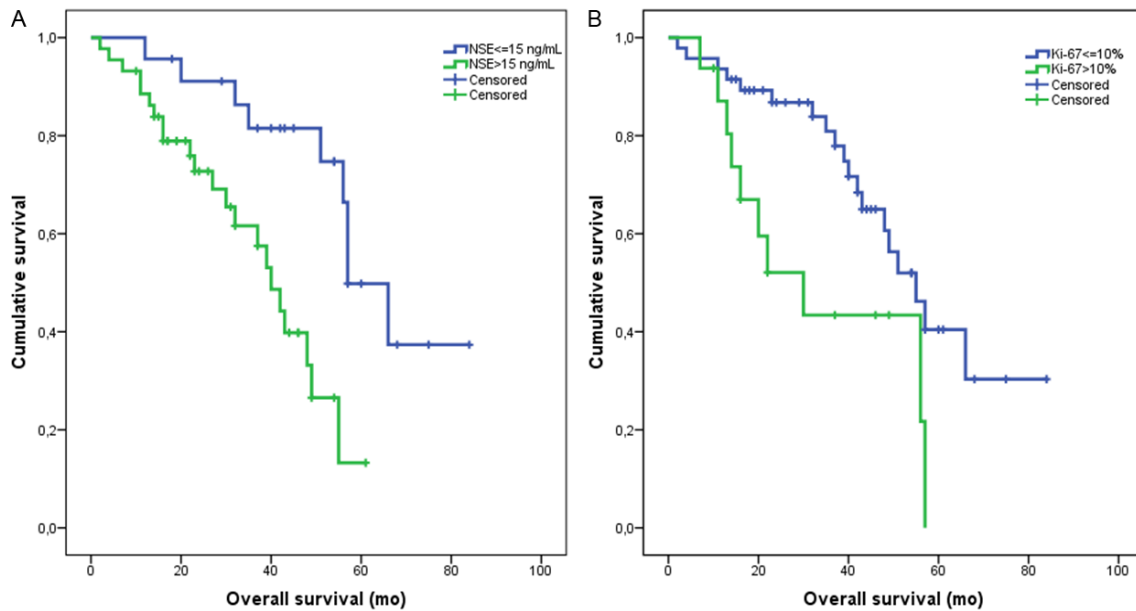 A
NSE<=15 ng/mL
NSE>15 ng/mL
Censored
Censored
Cumulative survival
1,0
0,8
0,6
0,4
0,2
0,0
0 20 40 60 80 100
Overall survival (mo)
B
Ki-67<=10%
Ki-67>10%
Censored
Censored
Cumulative survival
1,0
0,8
0,6
0,4
0,2
0,0
0 20 40 60 80 100
Overall survival (mo)